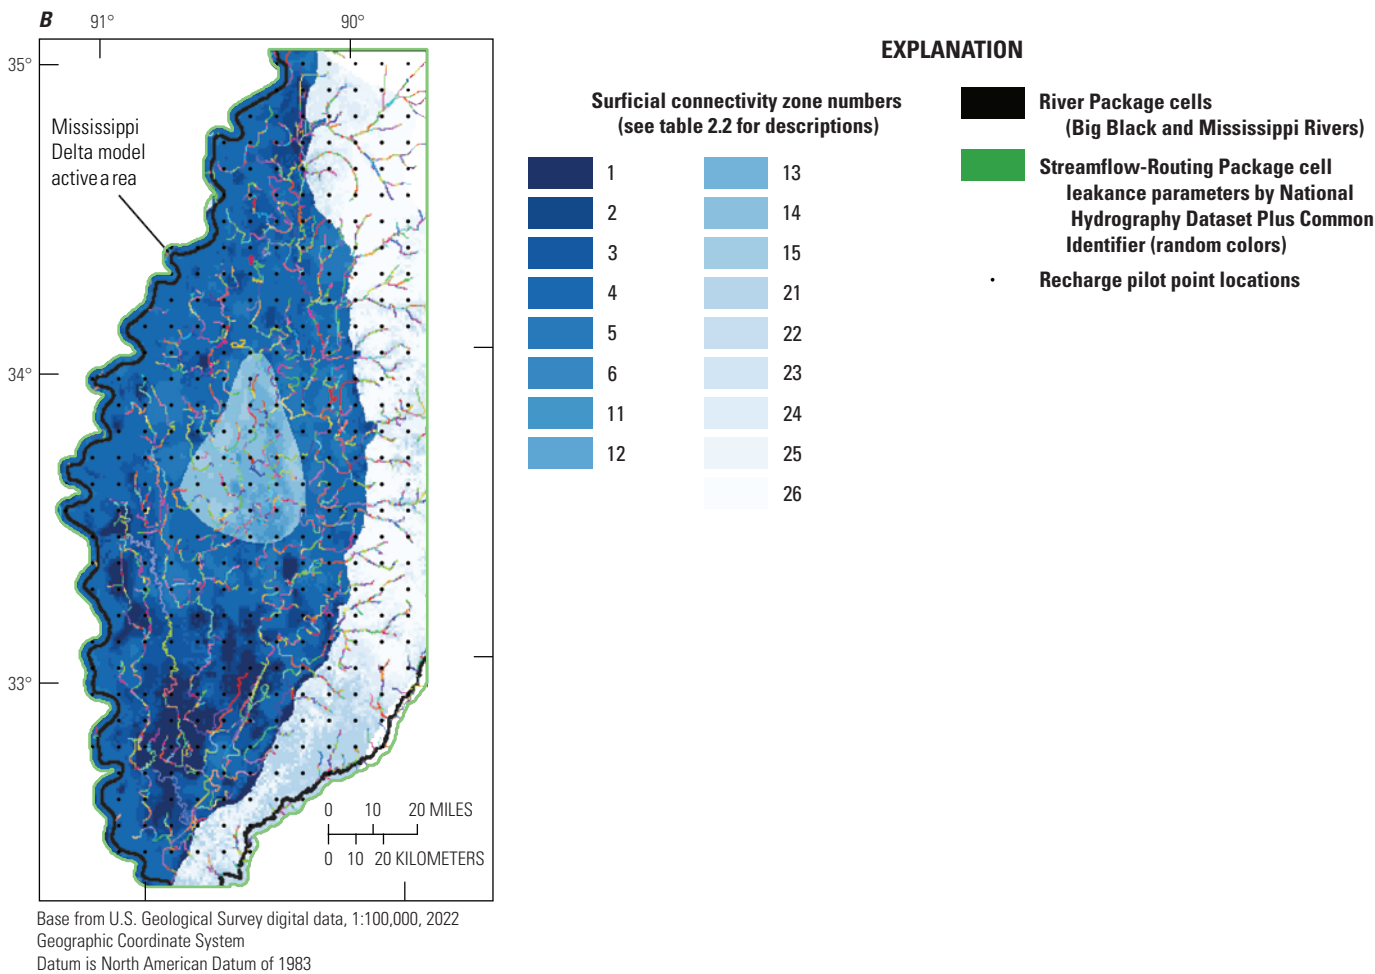 B
91°
90°
35°
34°
33°
Mississippi
Delta model
active area
0 10 20 MILES
0 10 20 KILOMETERS
Base from U.S. Geological Survey digital data, 1:100,000, 2022
Geographic Coordinate System
Datum is North American Datum of 1983
EXPLANATION
Surficial connectivity zone numbers
(see table 2.2 for descriptions)
1
2
3
4
5
6
11
12
13
14
15
21
22
23
24
25
26
River Package cells
(Big Black and Mississippi Rivers)
Streamflow-Routing Package cell
leakance parameters by National
Hydrography Dataset Plus Common
Identifier (random colors)
Recharge pilot point locations